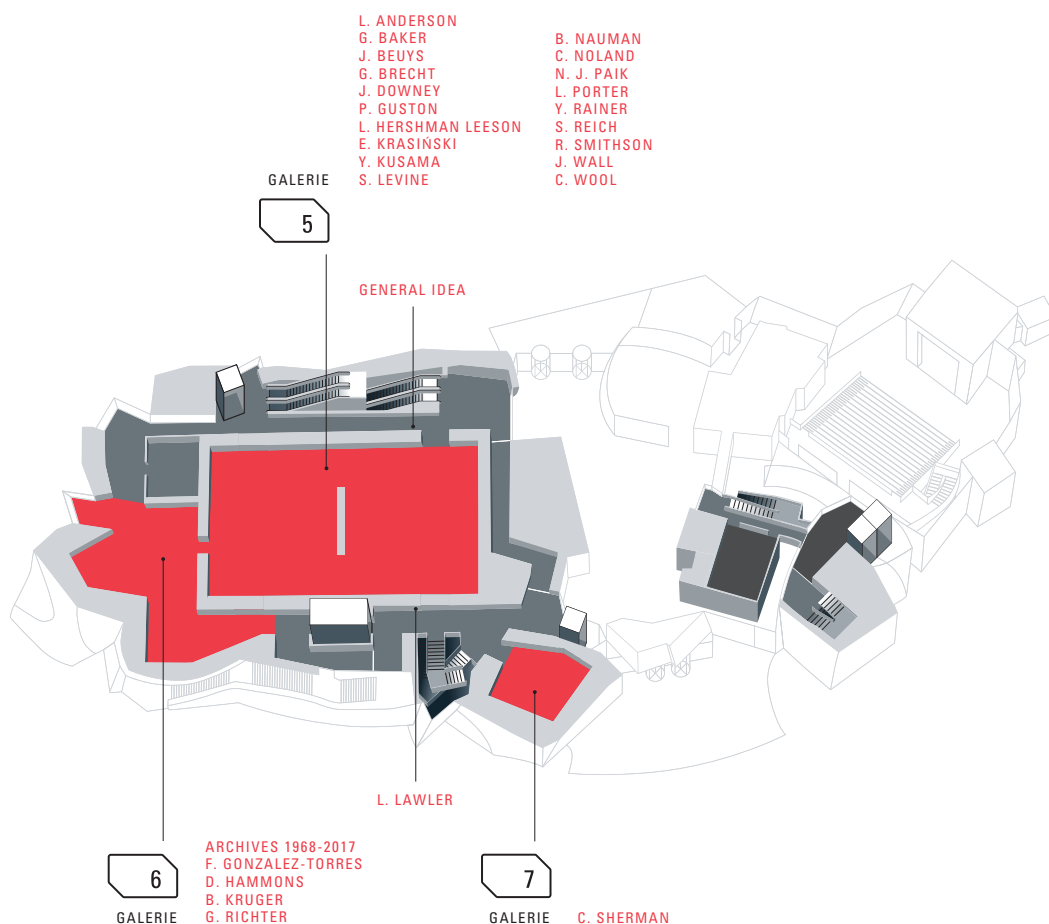 L. ANDERSON
G. BAKER
J. BEUYS
G. BRECHT
J. DOWNEY
P. GUSTON
L. HERSHMAN LEESON
E. KRASIŃSKI
Y. KUSAMA
S. LEVINE
B. NAUMAN
C. NOLAND
N. J. PAIK
L. PORTER
Y. RAINER
S. REICH
R. SMITHSON
J. WALL
C. WOOL
GALERIE
5
GENERAL IDEA
L. LAWLER
6
GALERIE
ARCHIVES 1968-2017
F. GONZALEZ-TORRES
D. HAMMONS
B. KRUGER
G. RICHTER
7
GALERIE
C. SHERMAN